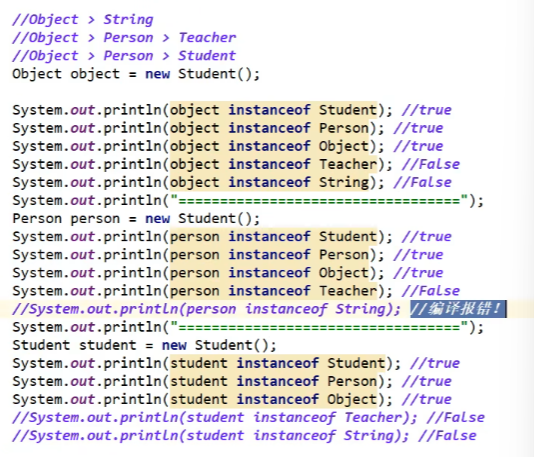 //Object > String
//Object > Person > Teacher
//Object > Person > Student
Object object = new Student();
System.out.println(object instanceof Student); //true
System.out.println(object instanceof Person); //true
System.out.println(object instanceof Object); //true
System.out.println(object instanceof Teacher); //False
System.out.println(object instanceof String); //False
System.out.println("==================================");
Person person = new Student();
System.out.println(person instanceof Student); //true
System.out.println(person instanceof Person); //true
System.out.println(person instanceof Object); //true
System.out.println(person instanceof Teacher); //False
//System.out.println(person instanceof String); //编译报错！
System.out.println("==================================");
Student student = new Student();
System.out.println(student instanceof Student); //true
System.out.println(student instanceof Person); //true
System.out.println(student instanceof Object); //true
//System.out.println(student instanceof Teacher); //False
//System.out.println(student instanceof String); //False